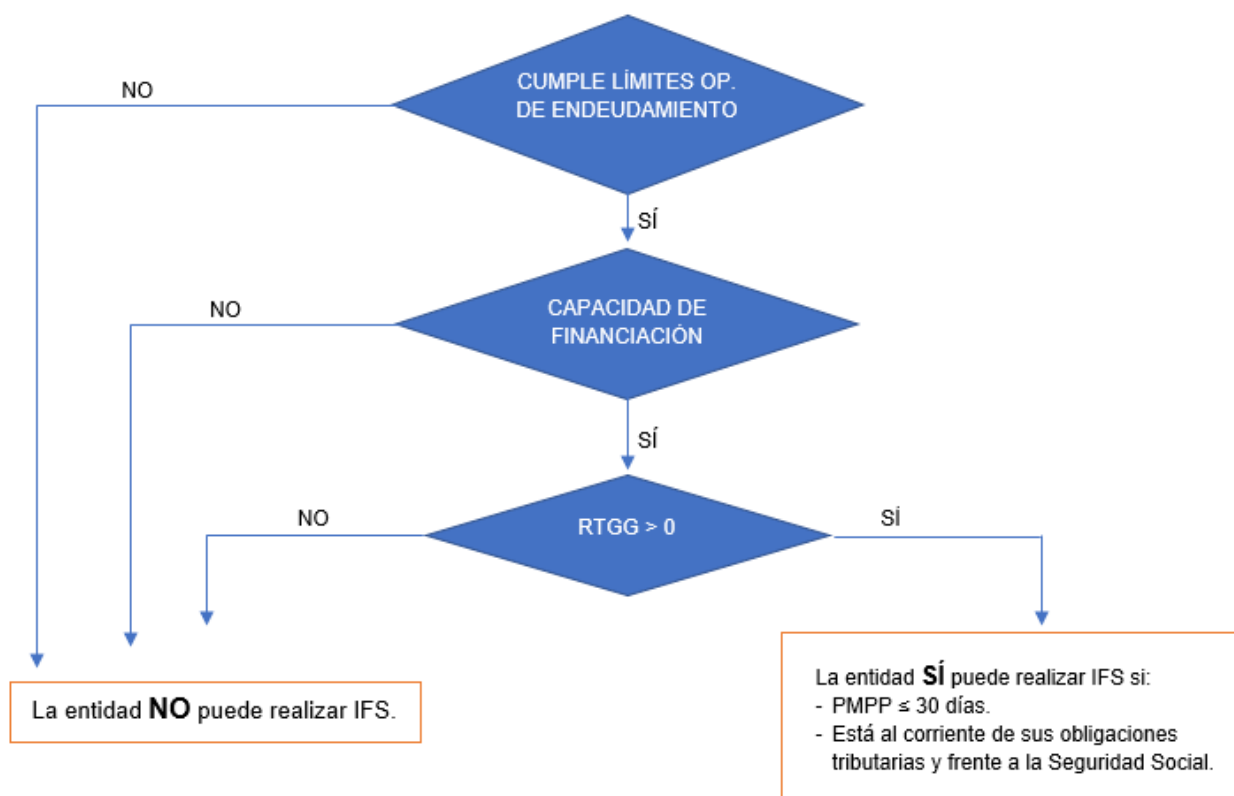 CUMPLE LÍMITES OP.
DE ENDEUDAMIENTO
NO
SÍ
CAPACIDAD DE
FINANCIACIÓN
NO
SÍ
RTGG > 0
NO
SÍ
La entidad NO puede realizar IFS.
La entidad SÍ puede realizar IFS si:
- PMPP ≤ 30 días.
- Está al corriente de sus obligaciones
tributarias y frente a la Seguridad Social.